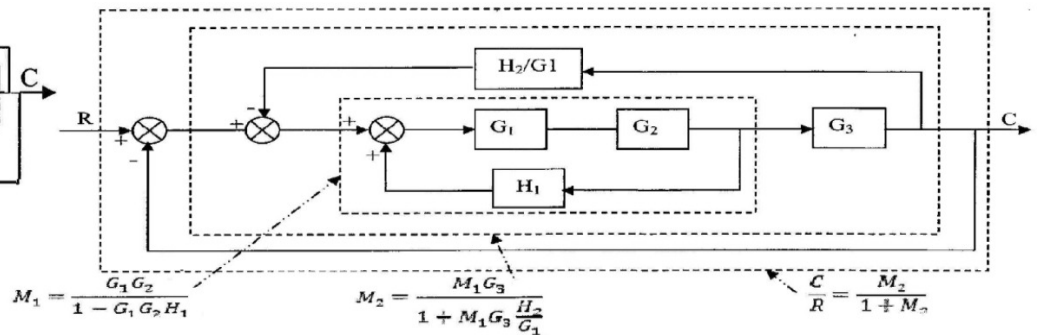 C
H₂/G1
R
+
-
+
-
+
+
G₁
G₂
G₃
C
H₁
M₁ = G₁G₂ / (1 − G₁G₂H₁)
M₂ = M₁G₃ / (1 + M₁G₃ H₂/G₁)
C/R = M₂ / (1 + M₂)